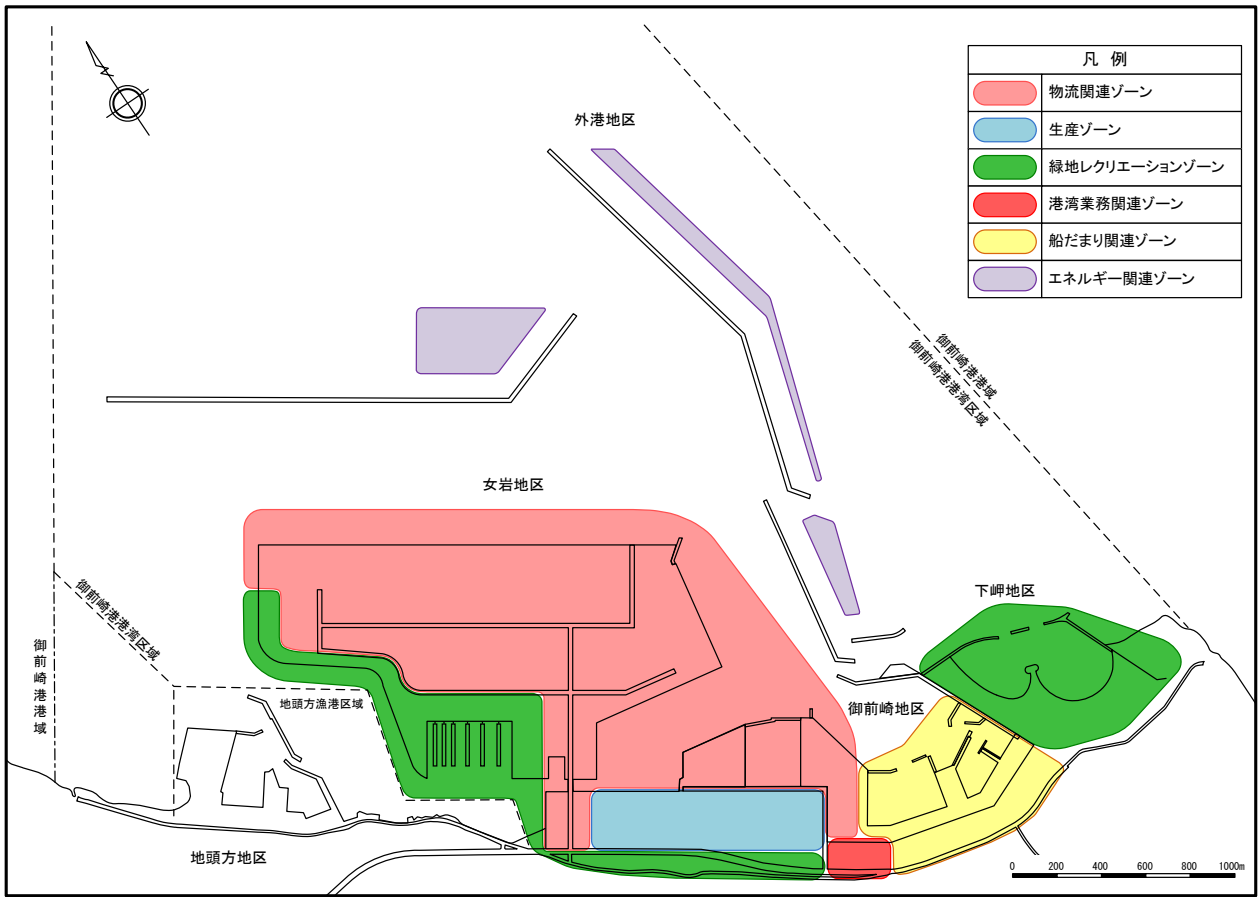 凡 例
物流関連ゾーン
生産ゾーン
緑地レクリエーションゾーン
港湾業務関連ゾーン
船だまり関連ゾーン
エネルギー関連ゾーン
外港地区
御前崎港港域
御前崎港港湾区域
女岩地区
下岬地区
御前崎港港湾区域
御前崎港港域
地頭方漁港区域
御前崎地区
地頭方地区
0 200 400 600 800 1000m